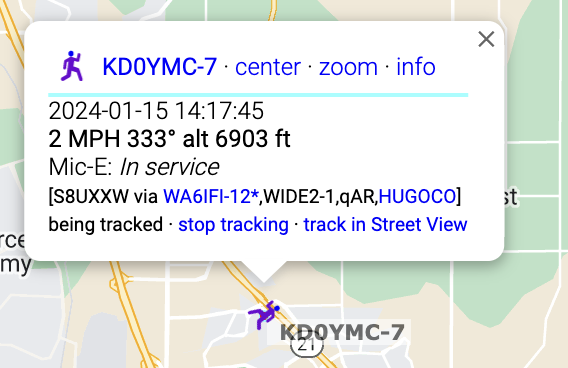 KD0YMC-7 · center · zoom · info
2024-01-15 14:17:45
2 MPH 333° alt 6903 ft
Mic-E: In service
[S8UXXW via WA6IFI-12*,WIDE2-1,qAR,HUGOCO]
being tracked · stop tracking · track in Street View
st
rce
my
KD0YMC-7
21